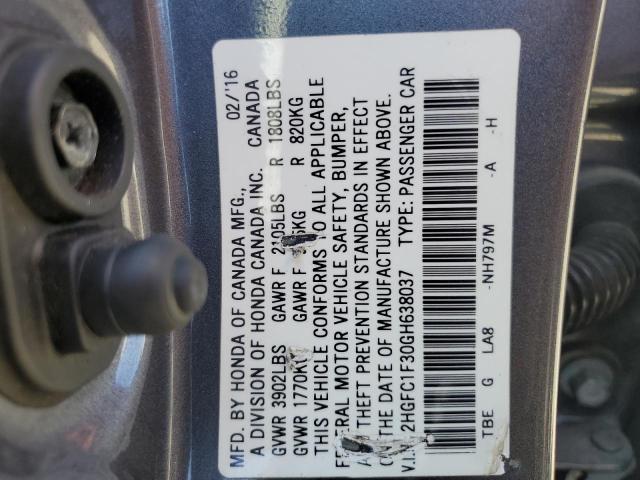 MFD. BY HONDA OF CANADA MFG., 02/'16
A DIVISION OF HONDA CANADA INC. CANADA
GVWR 3902LBS GAWR F 2105LBS R 1808LBS
GVWR 1770KG GAWR F R 820KG
THIS VEHICLE CONFORMS TO ALL APPLICABLE
FEDERAL MOTOR VEHICLE SAFETY, BUMPER,
THEFT PREVENTION STANDARDS IN EFFECT
THE DATE OF MANUFACTURE SHOWN ABOVE.
V.I.N. 2HGFC1F30GH638037 TYPE: PASSENGER CAR
TBE G LA8 -NH797M -A -H